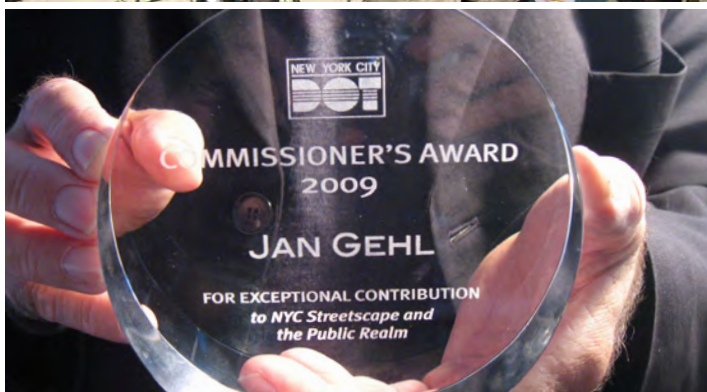 NEW YORK CITY
DOT
COMMISSIONER'S AWARD
2009
JAN GEHL
FOR EXCEPTIONAL CONTRIBUTION
to NYC Streetscape and
the Public Realm